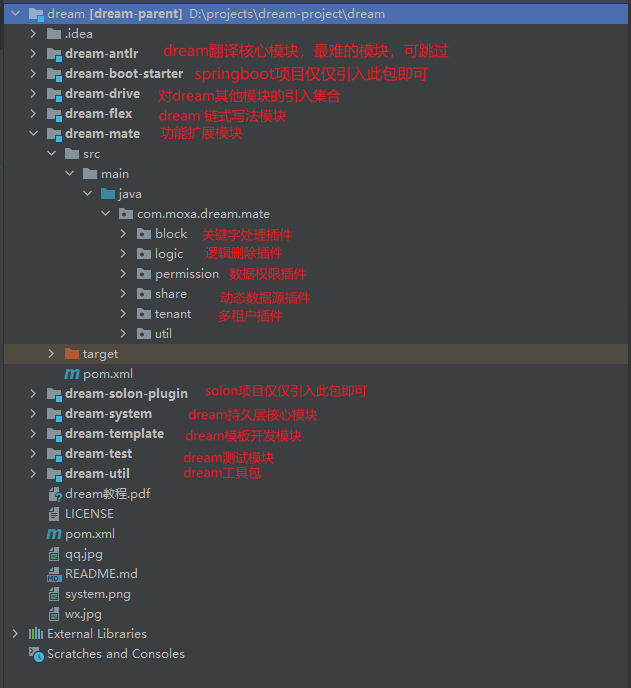 dream [dream-parent] D:\projects\dream-project\dream
.idea
dream-antlr dream翻译核心模块，最难的模块，可跳过
dream-boot-starter springboot项目仅仅引入此包即可
dream-drive 对dream其他模块的引入集合
dream-flex dream 链式写法模块
dream-mate 功能扩展模块
src
main
java
com.moxa.dream.mate
block 关键字处理插件
logic 逻辑删除插件
permission 数据权限插件
share 动态数据源插件
tenant 多租户插件
util
target
pom.xml
dream-solon-plugin solon项目仅仅引入此包即可
dream-system dream持久层核心模块
dream-template dream模板开发模块
dream-test dream测试模块
dream-util dream工具包
dream教程.pdf
LICENSE
pom.xml
qq.jpg
README.md
system.png
wx.jpg
External Libraries
Scratches and Consoles